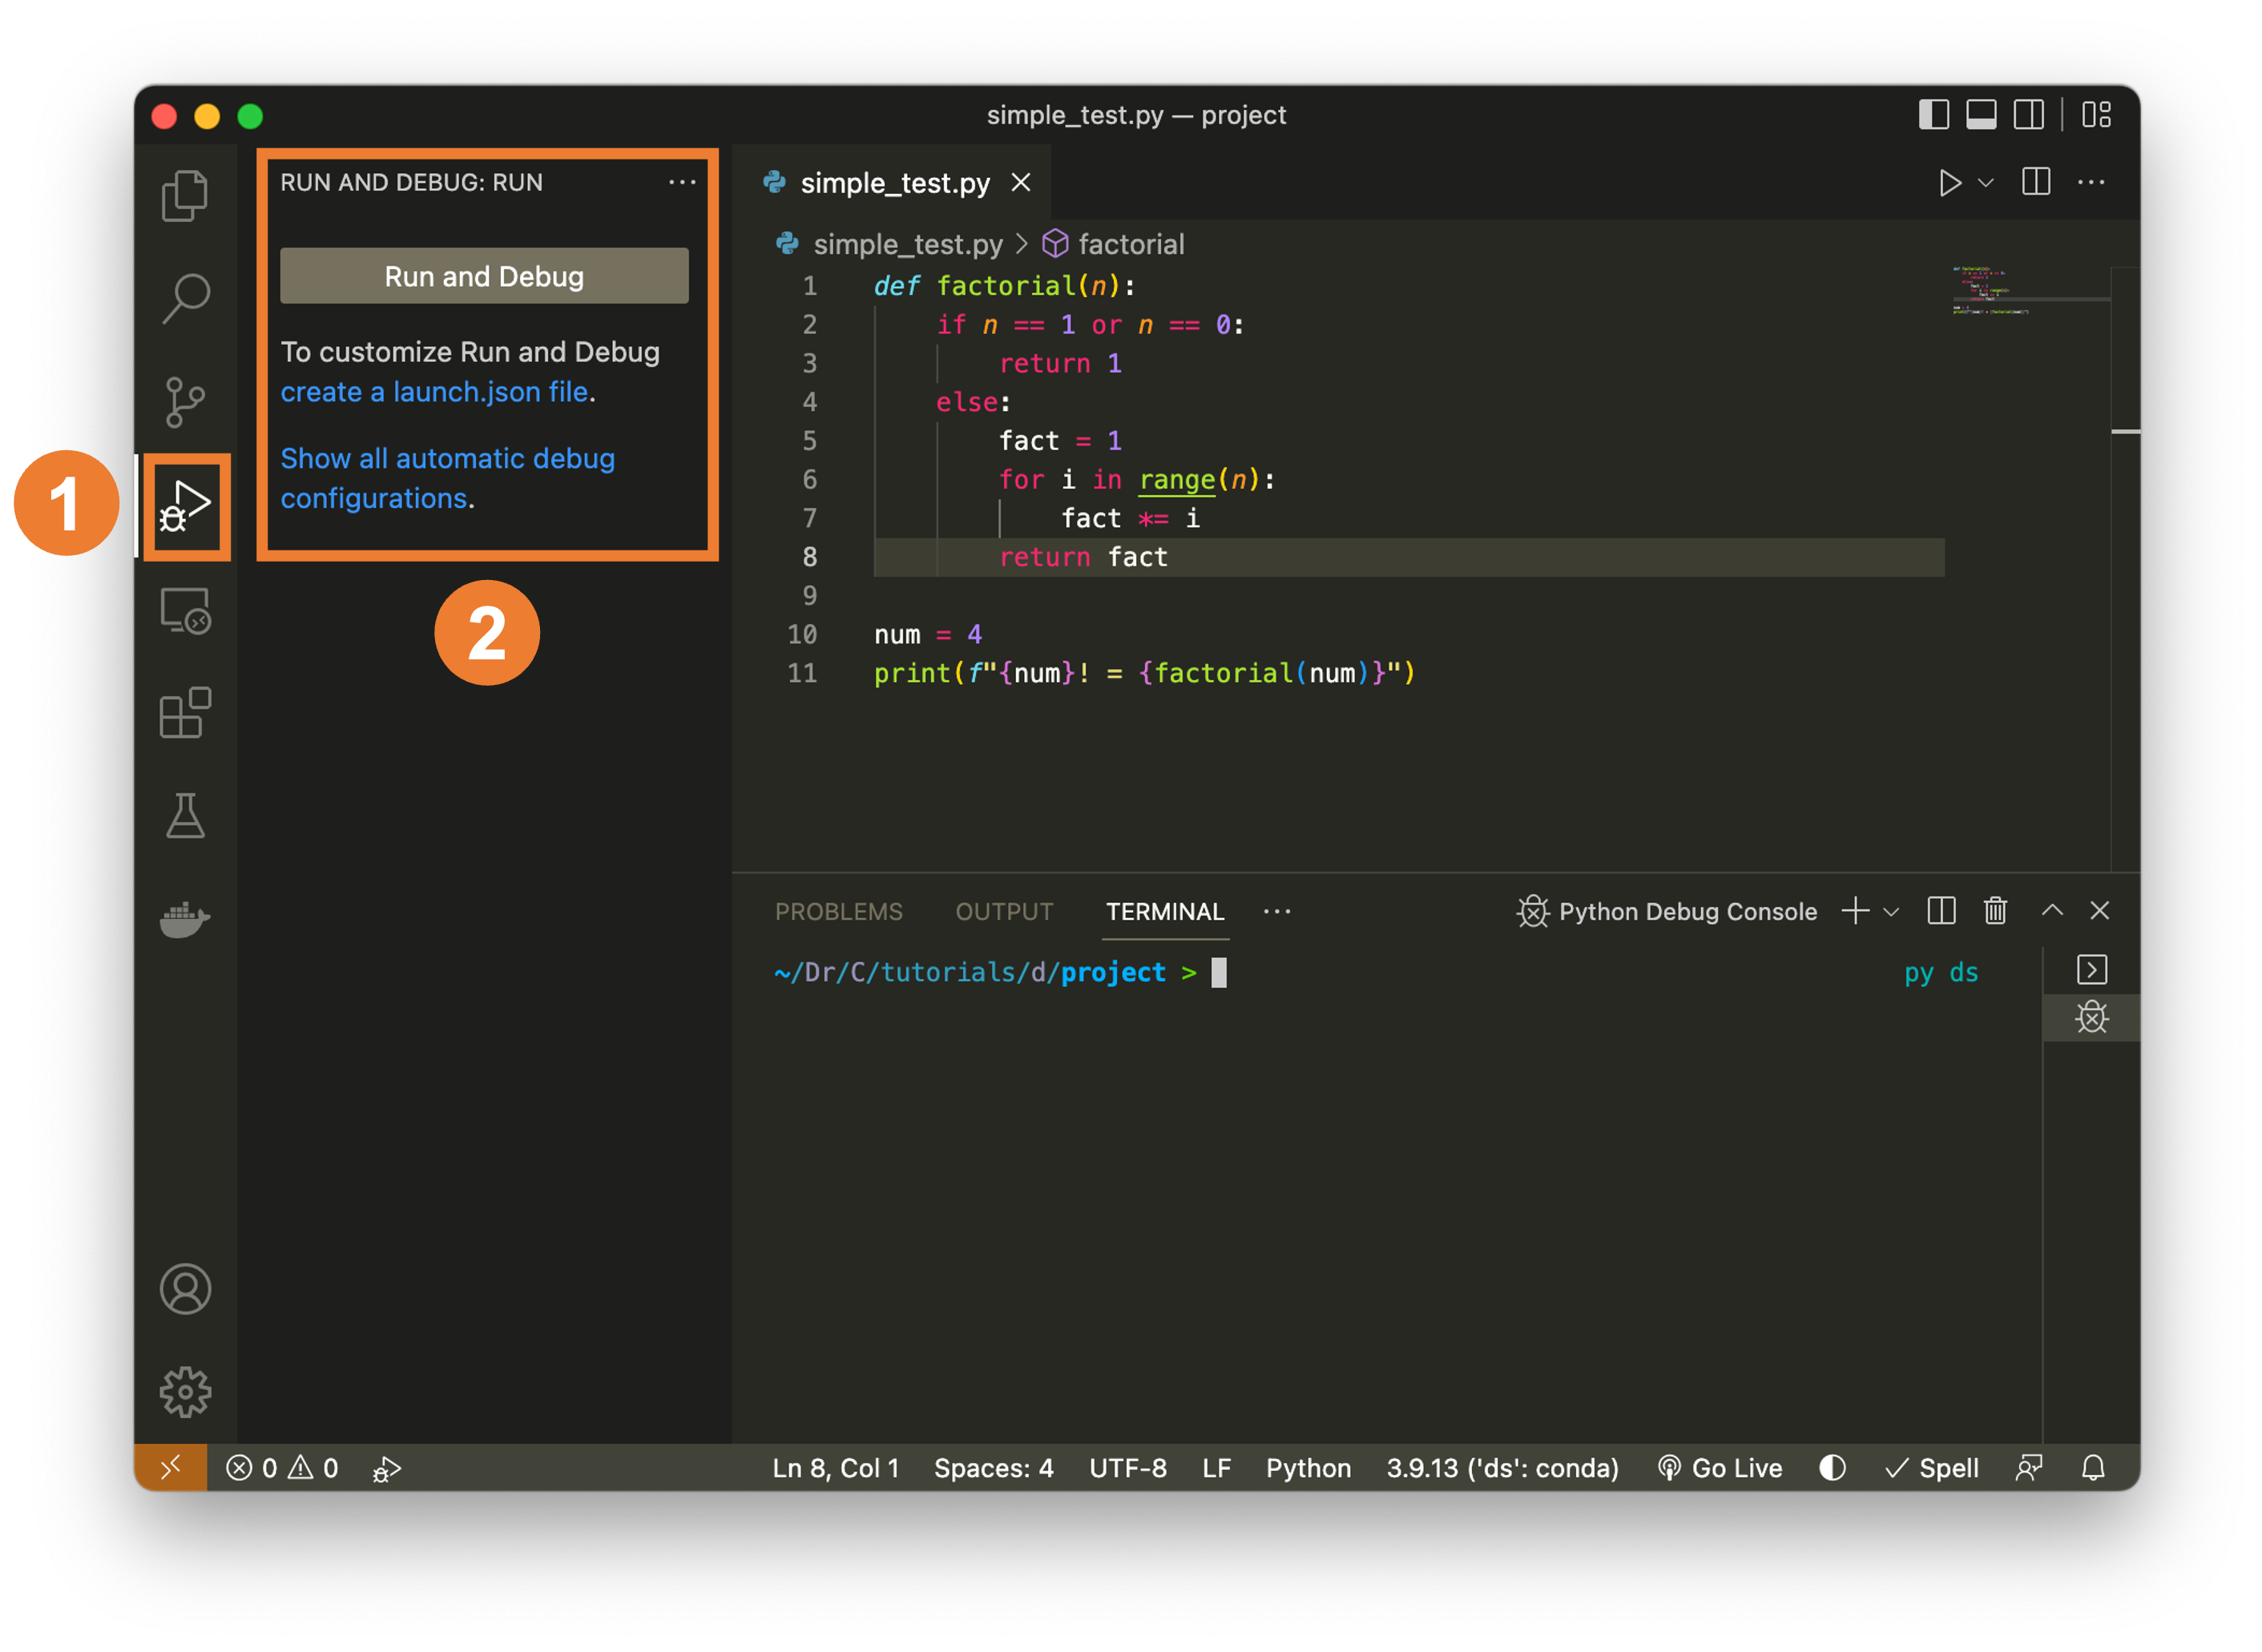 simple_test.py — project
RUN AND DEBUG: RUN
Run and Debug
To customize Run and Debug
create a launch.json file.
Show all automatic debug
configurations.
1
2
simple_test.py
simple_test.py > factorial
1 def factorial(n):
2     if n == 1 or n == 0:
3         return 1
4     else:
5         fact = 1
6         for i in range(n):
7             fact *= i
8         return fact
9
10 num = 4
11 print(f"{num}! = {factorial(num)}")
PROBLEMS OUTPUT TERMINAL Python Debug Console
~/Dr/C/tutorials/d/project > py ds
0 0 Ln 8, Col 1 Spaces: 4 UTF-8 LF Python 3.9.13 ('ds': conda) Go Live Spell